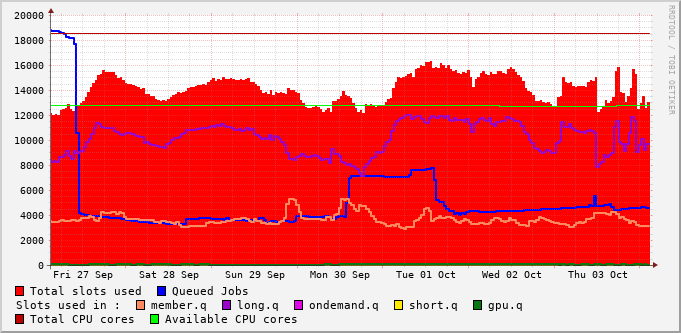 RRDTOOL / TOBI OETIKER
20000
18000
16000
14000
12000
10000
8000
6000
4000
2000
0
Fri 27 Sep Sat 28 Sep Sun 29 Sep Mon 30 Sep Tue 01 Oct Wed 02 Oct Thu 03 Oct
Total slots used Queued Jobs
Slots used in : member.q long.q ondemand.q short.q gpu.q
Total CPU cores Available CPU cores